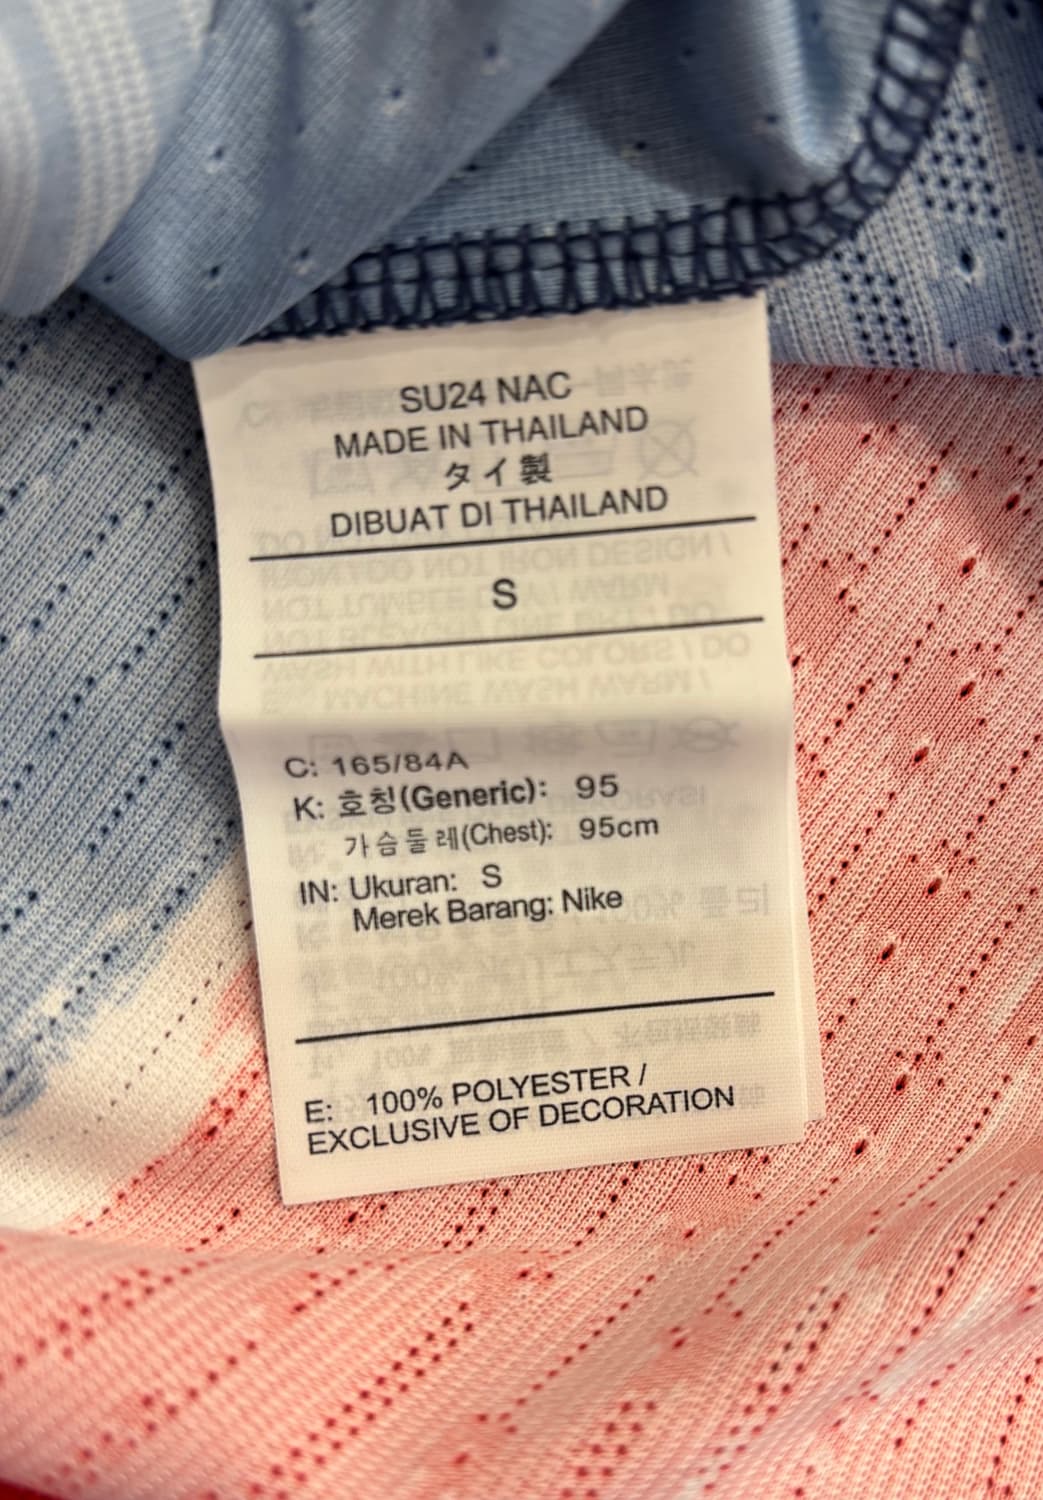 SU24 NAC
MADE IN THAILAND
タイ製
DIBUAT DI THAILAND
S
C: 165/84A
K: 호칭(Generic): 95
가슴둘레(Chest): 95cm
IN: Ukuran: S
Merek Barang: Nike
E: 100% POLYESTER /
EXCLUSIVE OF DECORATION